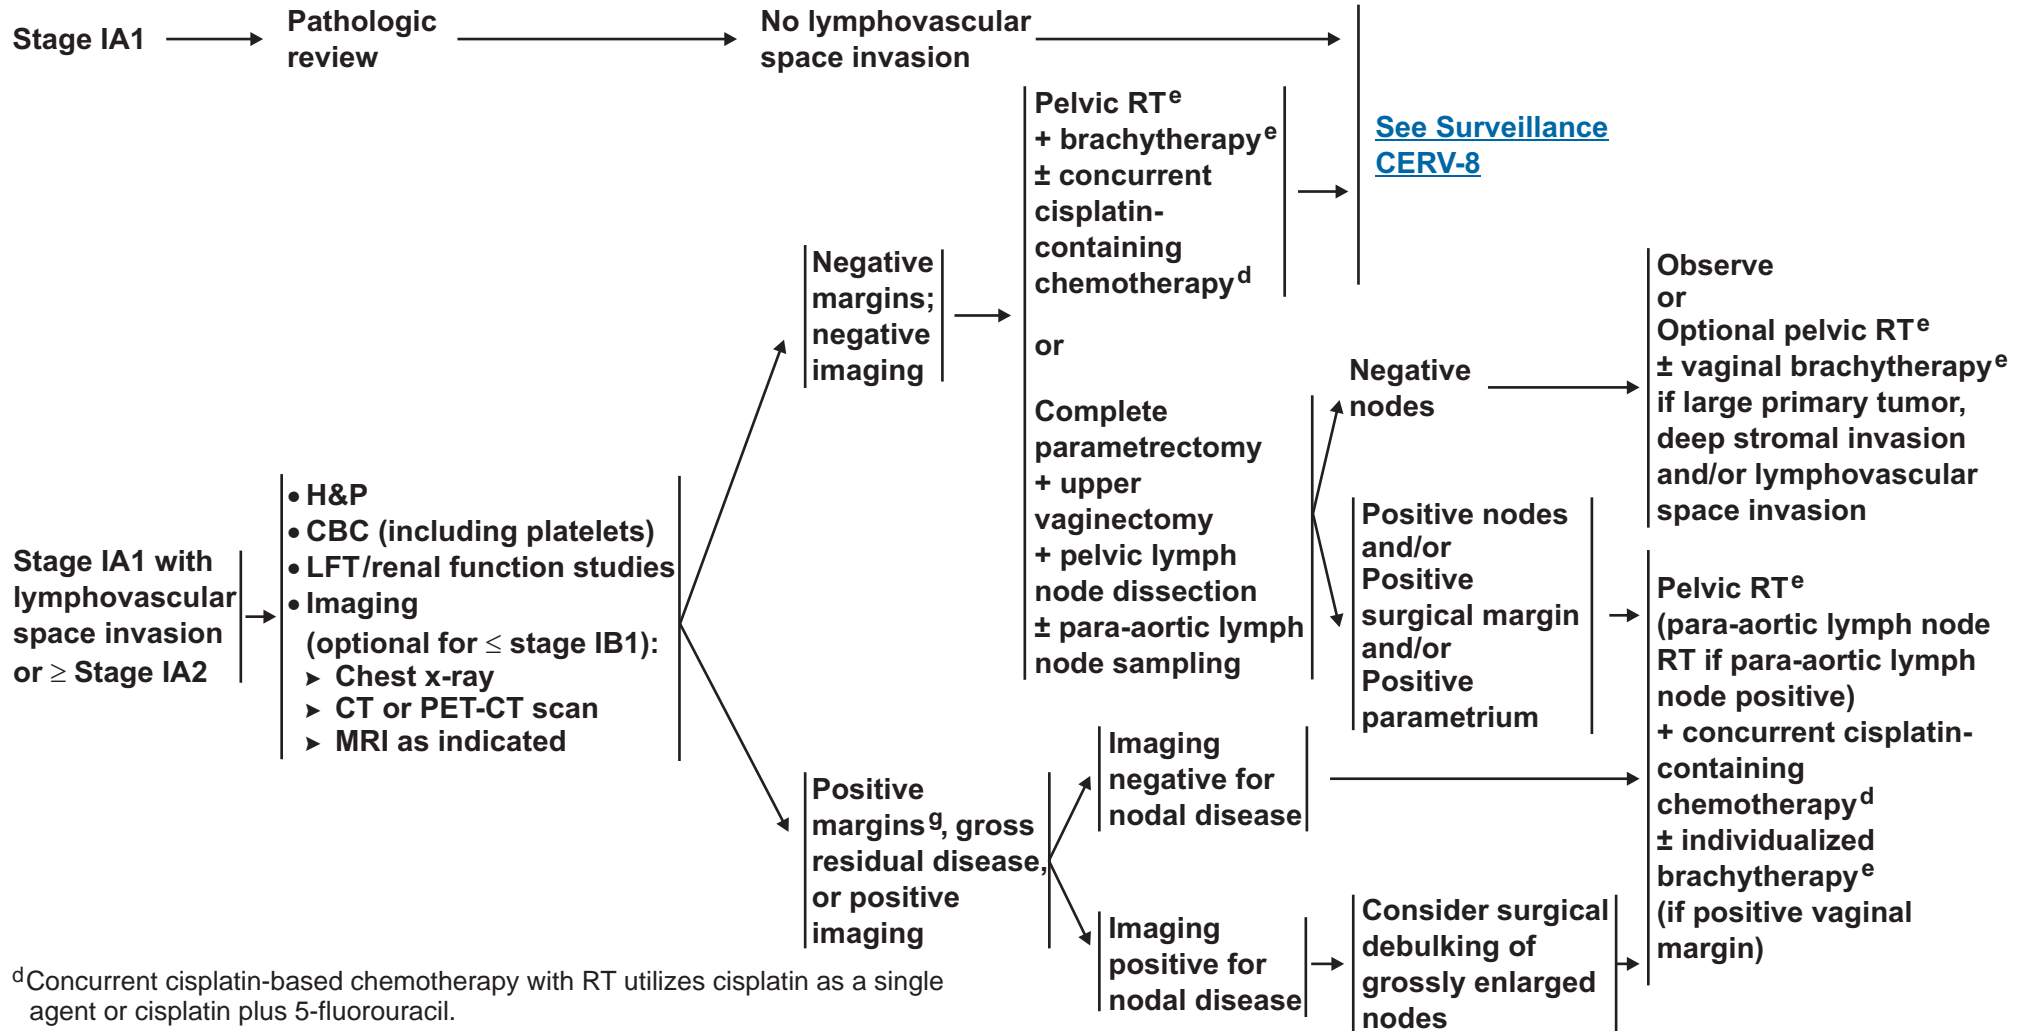 Stage IA1
Pathologic
review
No lymphovascular
space invasion
See Surveillance
CERV-8
Stage IA1 with
lymphovascular
space invasion
or ≥ Stage IA2
• H&P
• CBC (including platelets)
• LFT/renal function studies
• Imaging
(optional for ≤ stage IB1):
➤ Chest x-ray
➤ CT or PET-CT scan
➤ MRI as indicated
Negative
margins;
negative
imaging
Pelvic RTᵉ
+ brachytherapyᵉ
± concurrent
cisplatin-
containing
chemotherapyᵈ
or
Complete
parametrectomy
+ upper
vaginectomy
+ pelvic lymph
node dissection
± para-aortic lymph
node sampling
Negative
nodes
Observe
or
Optional pelvic RTᵉ
± vaginal brachytherapyᵉ
if large primary tumor,
deep stromal invasion
and/or lymphovascular
space invasion
Positive nodes
and/or
Positive
surgical margin
and/or
Positive
parametrium
Positive
marginsᵍ, gross
residual disease,
or positive
imaging
Imaging
negative for
nodal disease
Imaging
positive for
nodal disease
Consider surgical
debulking of
grossly enlarged
nodes
Pelvic RTᵉ
(para-aortic lymph node
RT if para-aortic lymph
node positive)
+ concurrent cisplatin-
containing
chemotherapyᵈ
± individualized
brachytherapyᵉ
(if positive vaginal
margin)
ᵈConcurrent cisplatin-based chemotherapy with RT utilizes cisplatin as a single
agent or cisplatin plus 5-fluorouracil.